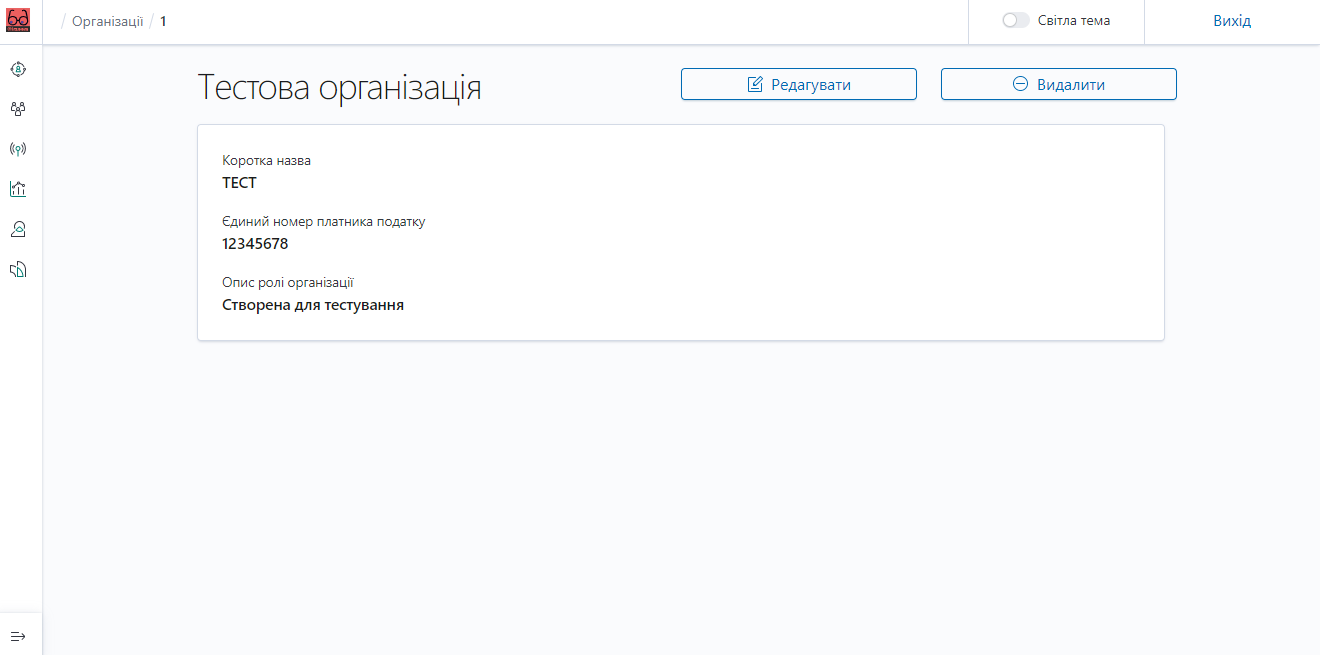 / Організації / 1
Світла тема
Вихід
Тестова організація
Редагувати
Видалити
Коротка назва
ТЕСТ
Єдиний номер платника податку
12345678
Опис ролі організації
Створена для тестування